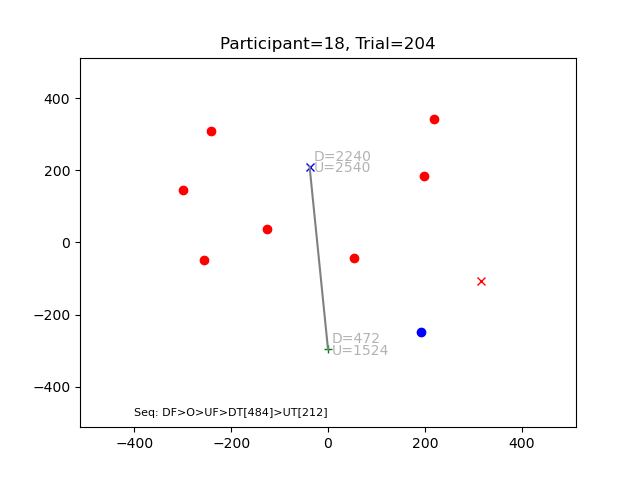 Participant=18, Trial=204
400
200
0
−200
−400
D=2240
U=2540
D=472
U=1524
Seq: DF>O>UF>DT[484]>UT[212]
−400 −200 0 200 400